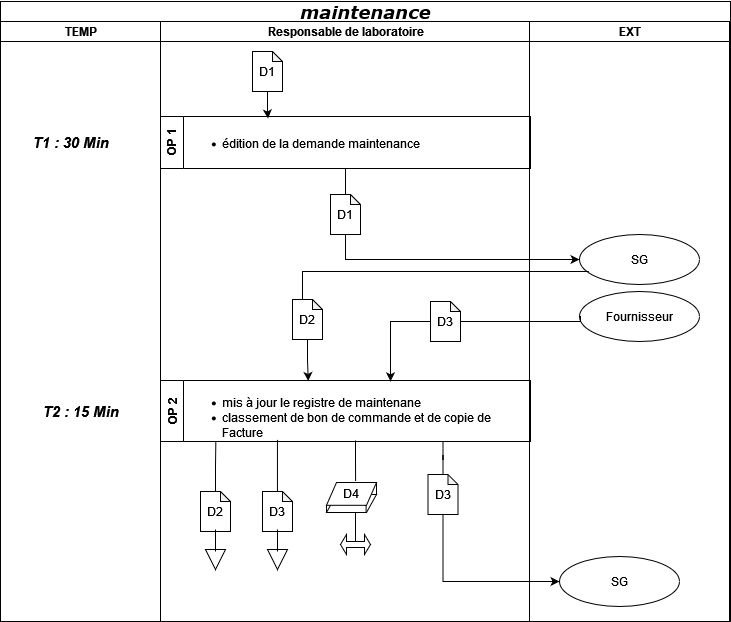 maintenance
TEMP
Responsable de laboratoire
EXT
D1
T1 : 30 Min
OP 1
édition de la demande maintenance
D1
SG
D2
D3
Fournisseur
T2 : 15 Min
OP 2
mis à jour le registre de maintenane
classement de bon de commande et de copie de
Facture
D2
D3
D4
D3
SG